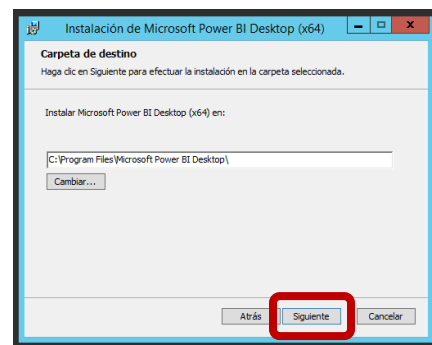 Instalación de Microsoft Power BI Desktop (x64)
Carpeta de destino
Haga clic en Siguiente para efectuar la instalación en la carpeta seleccionada.
Instalar Microsoft Power BI Desktop (x64) en:
C:\Program Files\Microsoft Power BI Desktop\
Cambiar...
Atrás Siguiente Cancelar